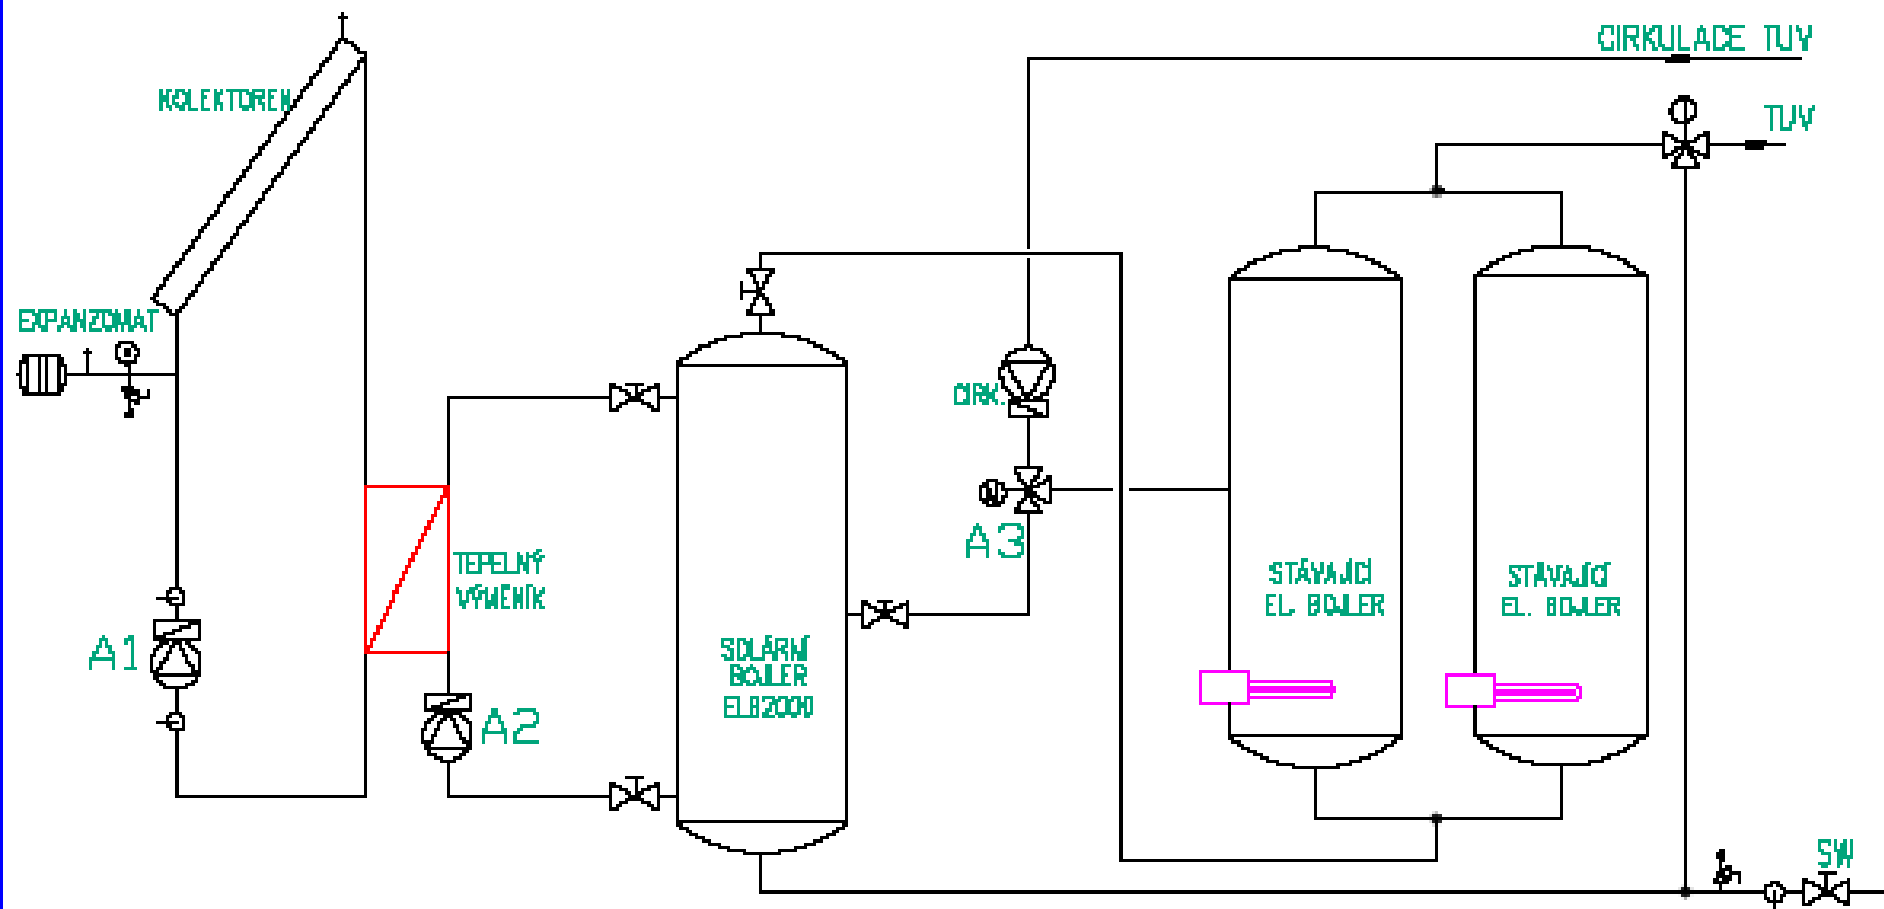 CIRKULACE TUV
KOLEKTOREN
TUV
EXPANZOMAT
CIRK.
A3
TEPELNÝ
VÝMENÍK
STÁVAJÍCÍ
EL. BOJLER
STÁVAJÍCÍ
EL. BOJLER
A1
SOLÁRNÍ
BOJLER
ELB2000
A2
SW